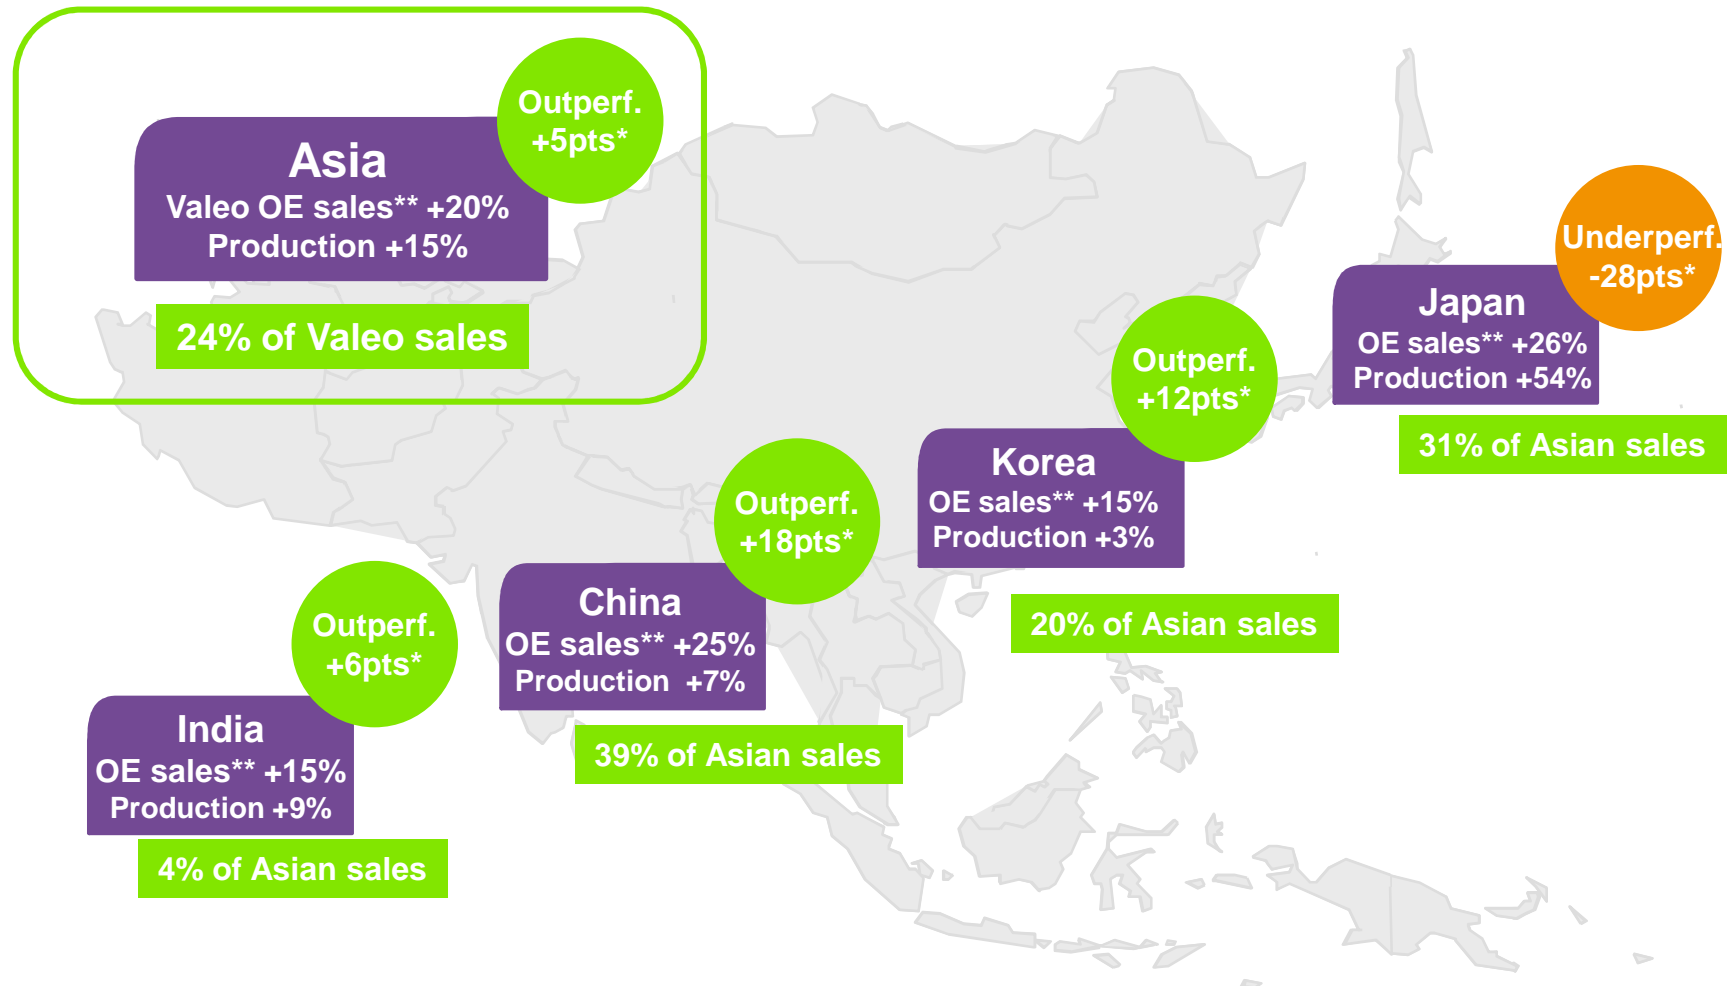 Outperf.
+5pts*
Asia
Valeo OE sales** +20%
Production +15%
24% of Valeo sales
Underperf.
-28pts*
Japan
OE sales** +26%
Production +54%
31% of Asian sales
Outperf.
+12pts*
Korea
OE sales** +15%
Production +3%
20% of Asian sales
Outperf.
+18pts*
China
OE sales** +25%
Production +7%
39% of Asian sales
Outperf.
+6pts*
India
OE sales** +15%
Production +9%
4% of Asian sales